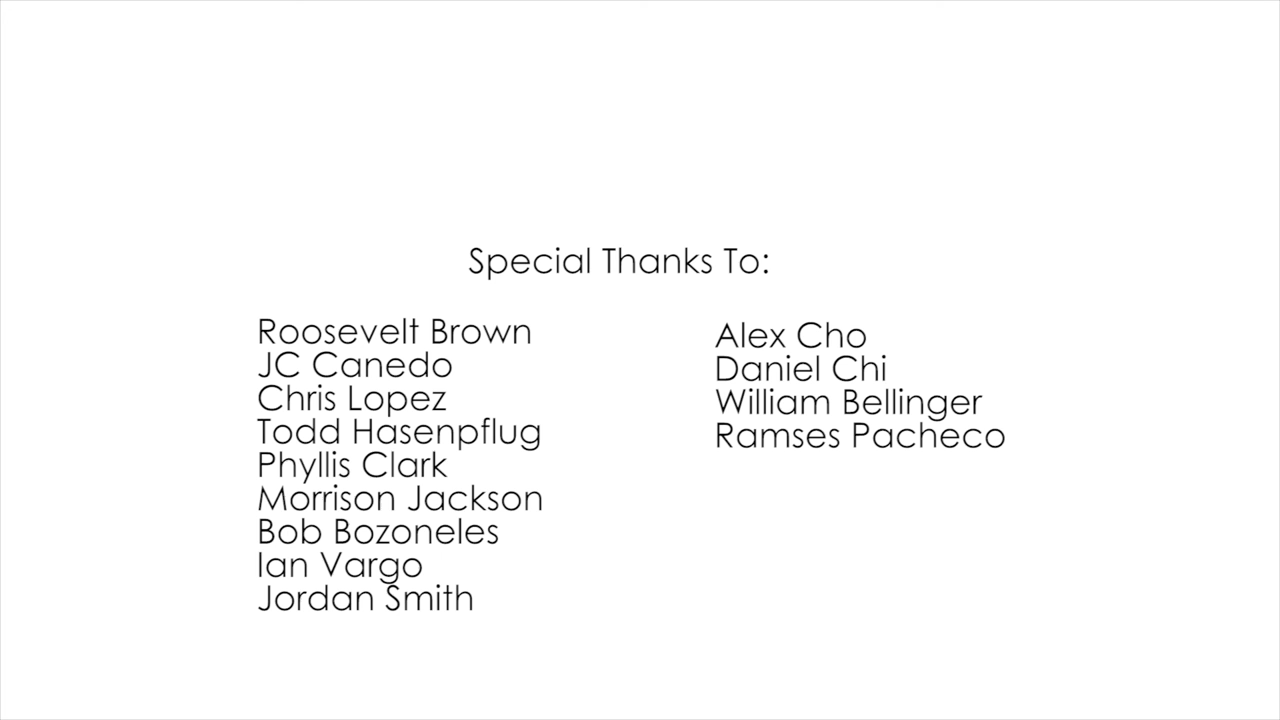 Special Thanks To:
Roosevelt Brown
JC Canedo
Chris Lopez
Todd Hasenpflug
Phyllis Clark
Morrison Jackson
Bob Bozoneles
Ian Vargo
Jordan Smith
Alex Cho
Daniel Chi
William Bellinger
Ramses Pacheco